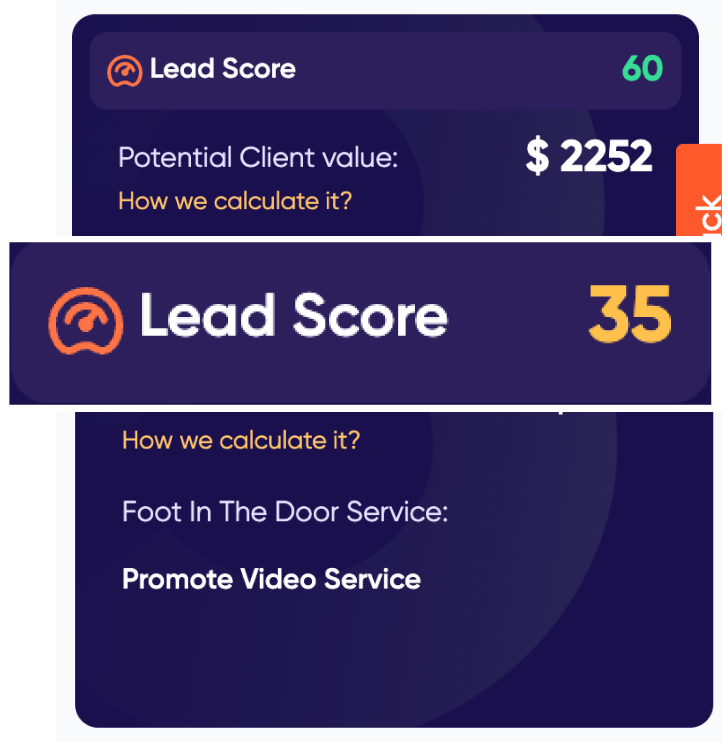 Lead Score 60
Potential Client value: $ 2252
How we calculate it?
Lead Score 35
How we calculate it?
Foot In The Door Service:
Promote Video Service